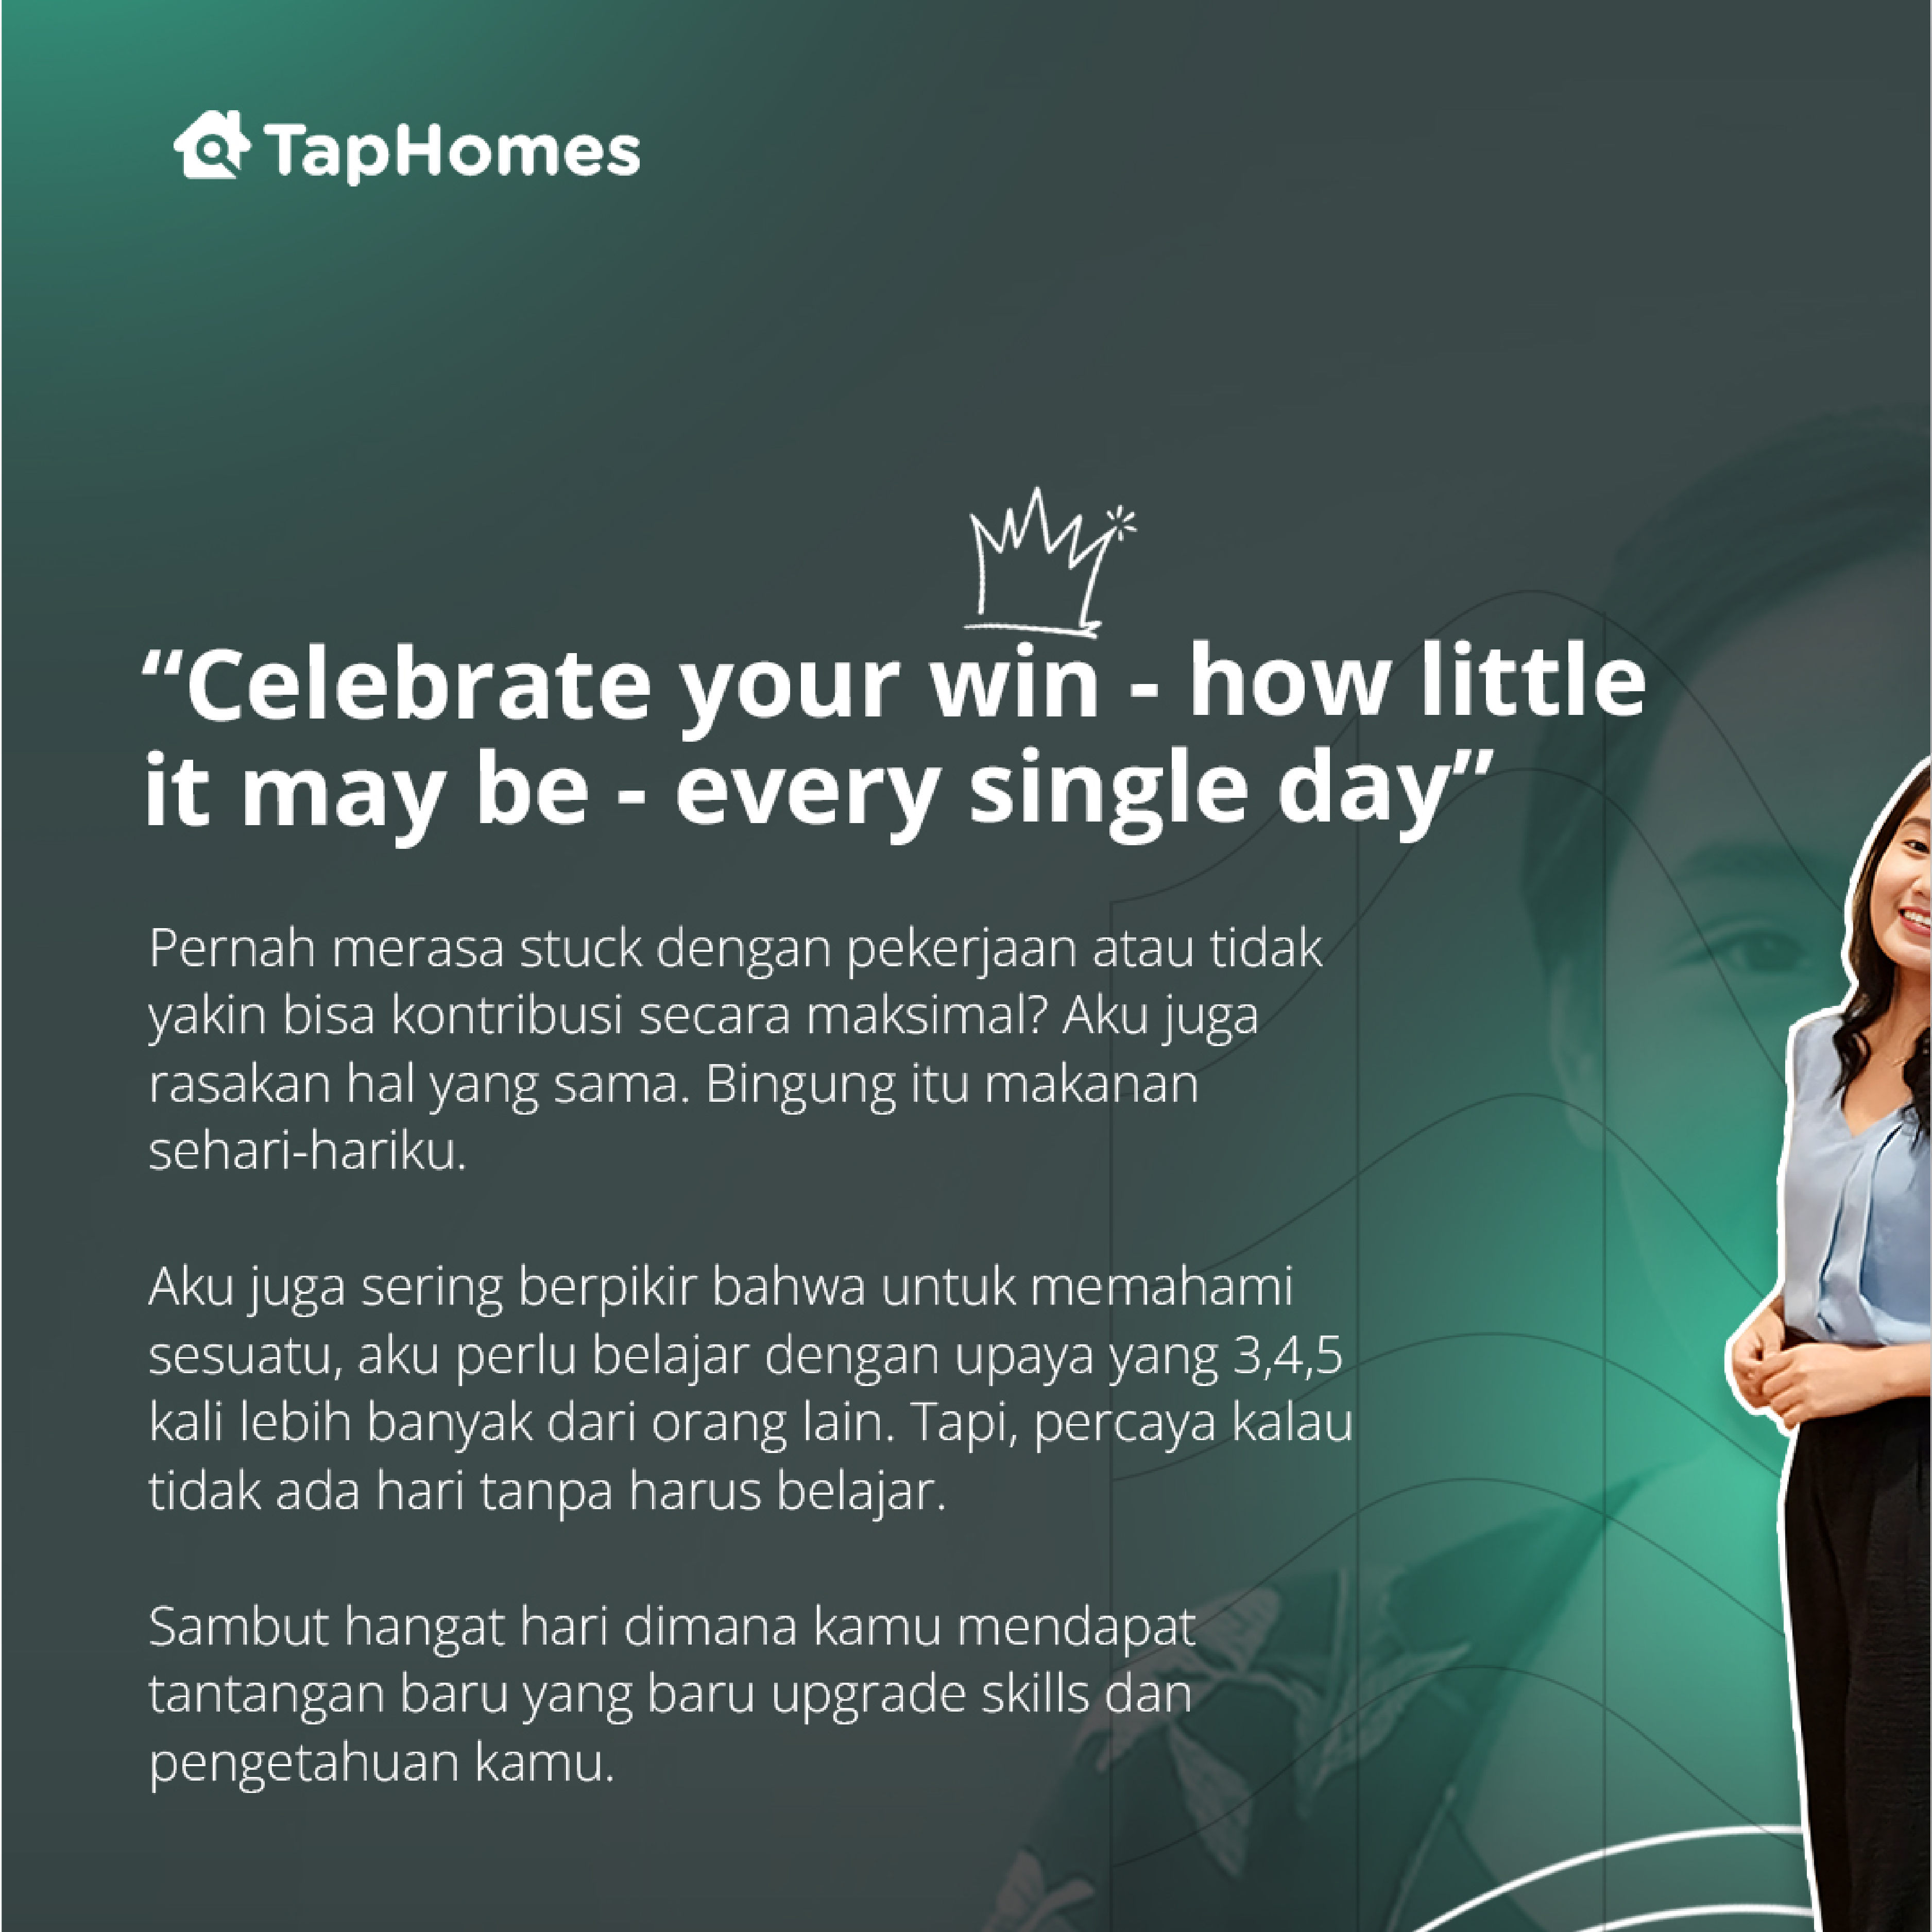 TapHomes
“Celebrate your win - how little
it may be - every single day”
Pernah merasa stuck dengan pekerjaan atau tidak
yakin bisa kontribusi secara maksimal? Aku juga
rasakan hal yang sama. Bingung itu makanan
sehari-hariku.
Aku juga sering berpikir bahwa untuk memahami
sesuatu, aku perlu belajar dengan upaya yang 3,4,5
kali lebih banyak dari orang lain. Tapi, percaya kalau
tidak ada hari tanpa harus belajar.
Sambut hangat hari dimana kamu mendapat
tantangan baru yang baru upgrade skills dan
pengetahuan kamu.